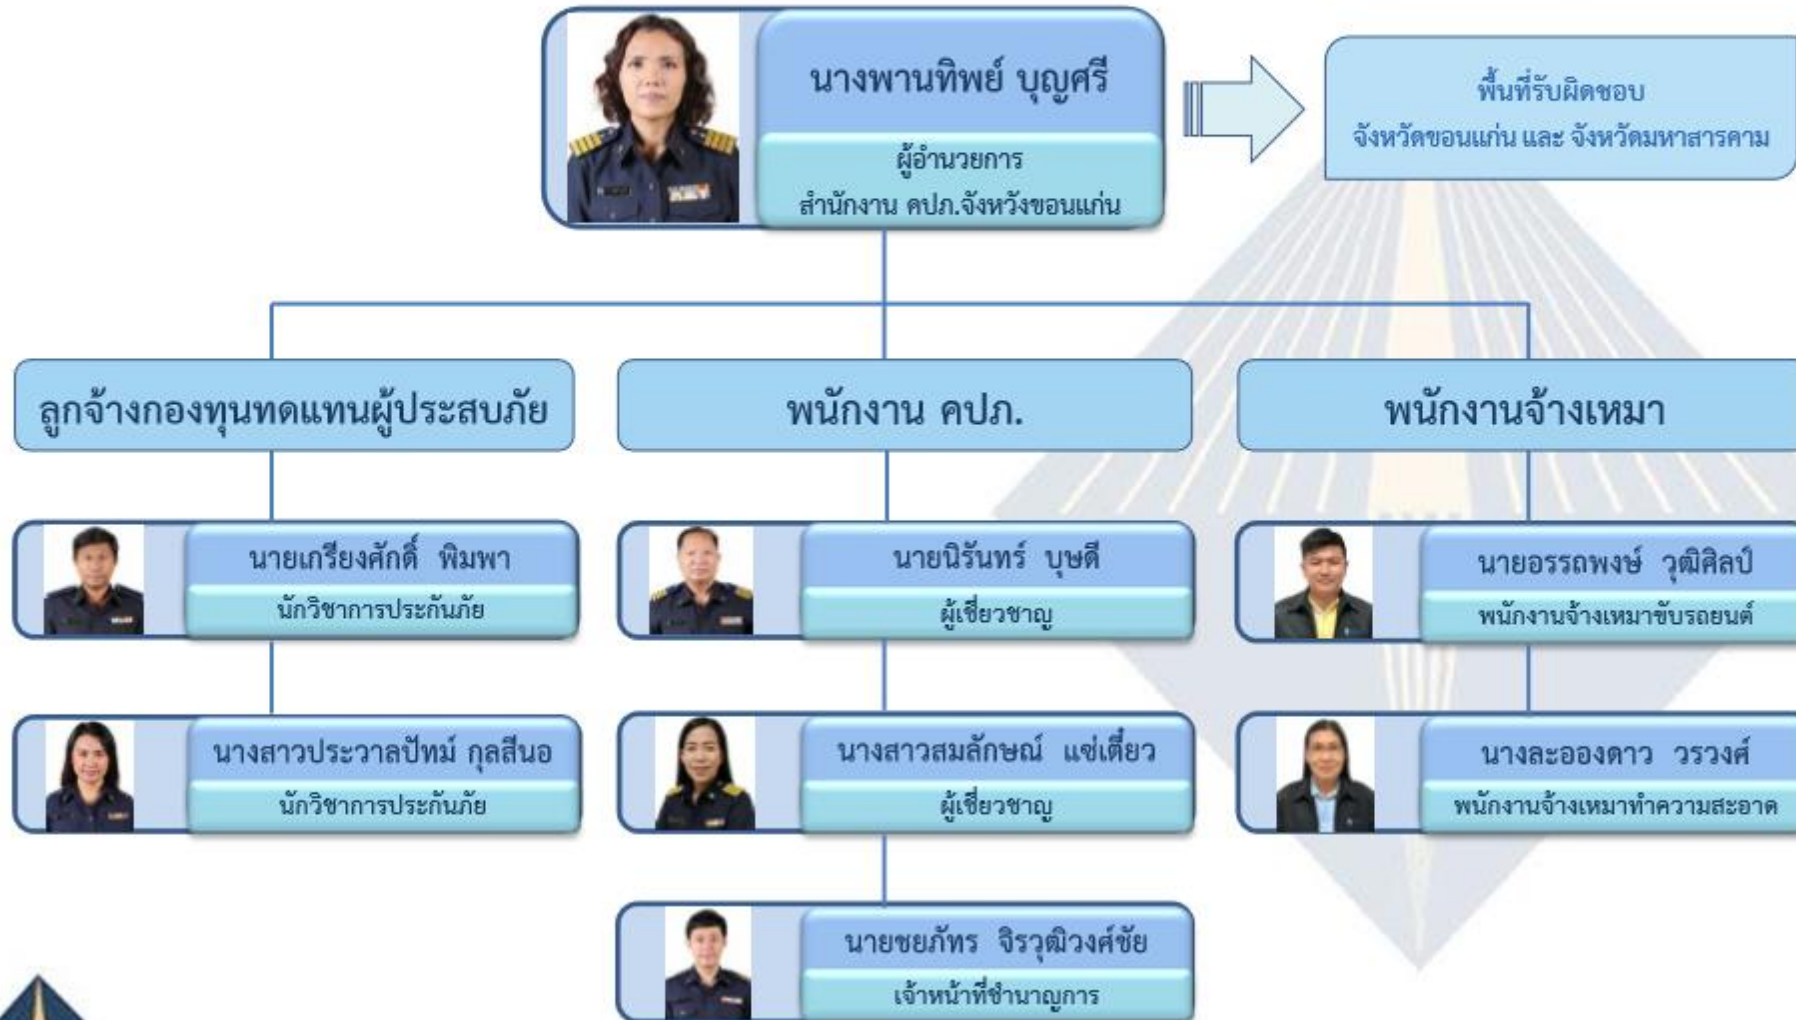 นางพานทิพย์ บุญศรี
ผู้อำนวยการ
สำนักงาน คปภ.จังหวังขอนแก่น
พื้นที่รับผิดชอบ
จังหวัดขอนแก่น และ จังหวัดมหาสารคาม
ลูกจ้างกองทุนทดแทนผู้ประสบภัย
พนักงาน คปภ.
พนักงานจ้างเหมา
นายเกรียงศักดิ์ พิมพา
นักวิชาการประกันภัย
นายนิรันทร์ บุษดี
ผู้เชี่ยวชาญ
นายอรรถพงษ์ วุฒิศิลป์
พนักงานจ้างเหมาขับรถยนต์
นางสาวประวาลปัทม์ กุลสีนอ
นักวิชาการประกันภัย
นางสาวสมลักษณ์ แซ่เตี๋ยว
ผู้เชี่ยวชาญ
นางละอองดาว วรวงศ์
พนักงานจ้างเหมาทำความสะอาด
นายชยภัทร จิรวุฒิวงศ์ชัย
เจ้าหน้าที่ชำนาญการ